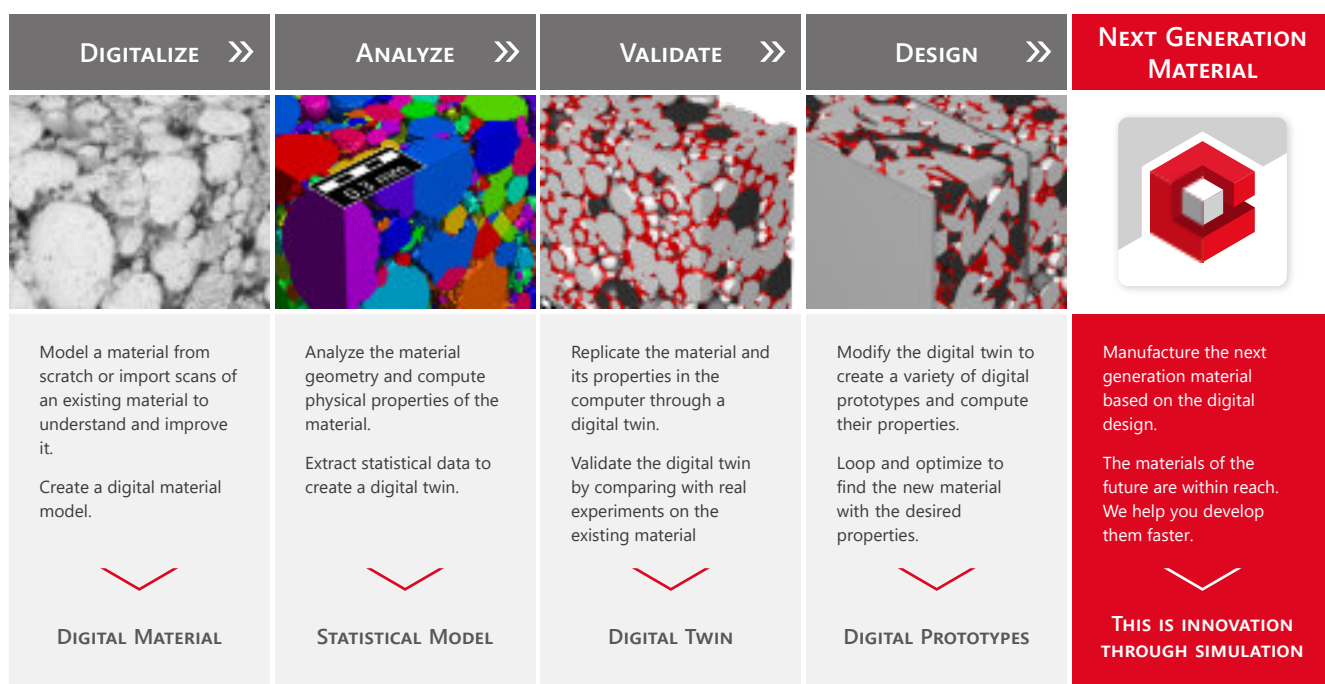 DIGITALIZE »
ANALYZE »
VALIDATE »
DESIGN »
NEXT GENERATION
MATERIAL
0.2 mm
Model a material from
scratch or import scans of
an existing material to
understand and improve
it.
Create a digital material
model.
DIGITAL MATERIAL
Analyze the material
geometry and compute
physical properties of the
material.
Extract statistical data to
create a digital twin.
STATISTICAL MODEL
Replicate the material and
its properties in the
computer through a
digital twin.
Validate the digital twin
by comparing with real
experiments on the
existing material
DIGITAL TWIN
Modify the digital twin to
create a variety of digital
prototypes and compute
their properties.
Loop and optimize to
find the new material
with the desired
properties.
DIGITAL PROTOTYPES
Manufacture the next
generation material
based on the digital
design.
The materials of the
future are within reach.
We help you develop
them faster.
THIS IS INNOVATION
THROUGH SIMULATION